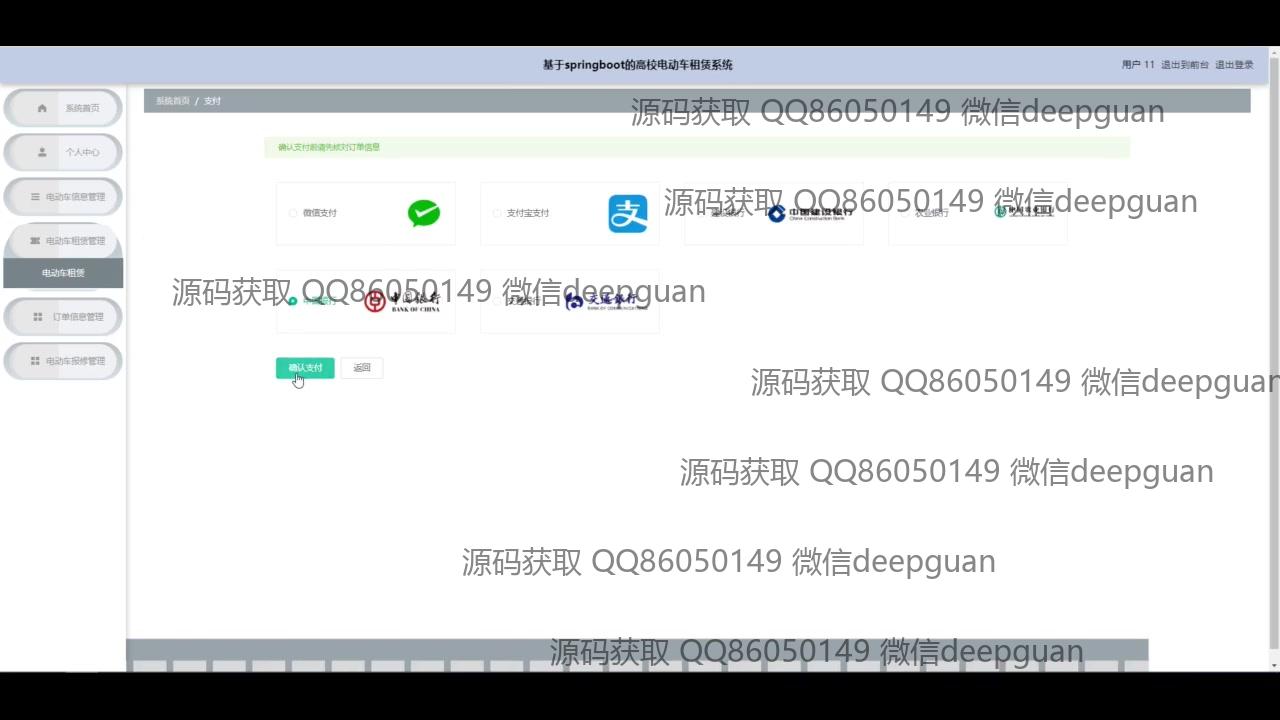 基于springboot的高校电动车租赁系统
用户 11 退出到前台 退出登录
系统首页
个人中心
电动车信息管理
电动车租赁管理
电动车租赁
订单信息管理
电动车报修管理
系统首页 / 支付
源码获取 QQ86050149 微信deepguan
确认支付前请先核对订单信息
微信支付
支付宝支付
支
建设银行
中国建设银行
China Construction Bank
农业银行
源码获取 QQ86050149 微信deepguan
中国银行
中国银行
BANK OF CHINA
交通银行
交通银行
BANK OF COMMUNICATIONS
源码获取 QQ86050149 微信deepguan
确认支付
返回
源码获取 QQ86050149 微信deepguan
源码获取 QQ86050149 微信deepguan
源码获取 QQ86050149 微信deepguan
源码获取 QQ86050149 微信deepguan